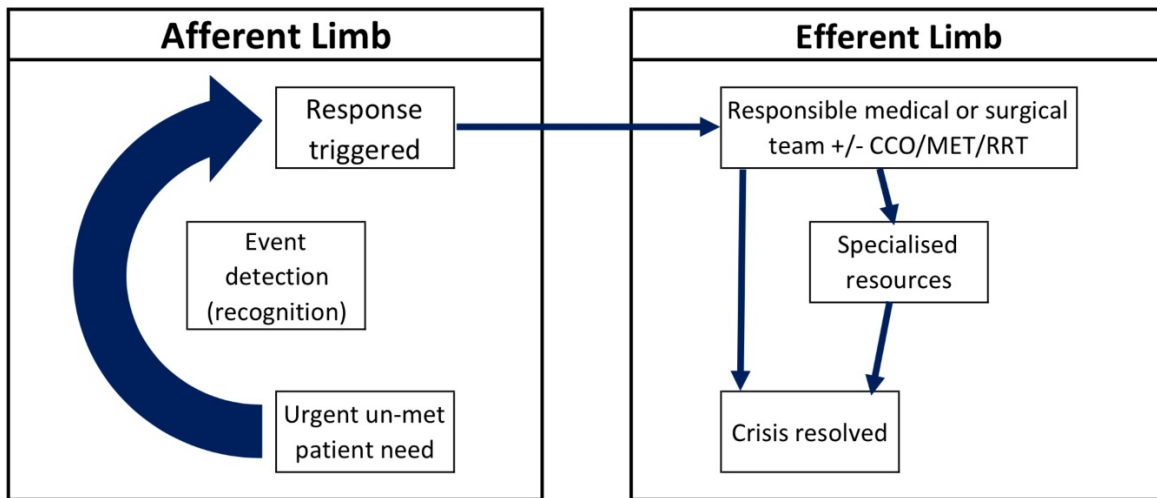 Afferent Limb
Response
triggered
Event
detection
(recognition)
Urgent un-met
patient need
Efferent Limb
Responsible medical or surgical
team +/- CCO/MET/RRT
Specialised
resources
Crisis resolved